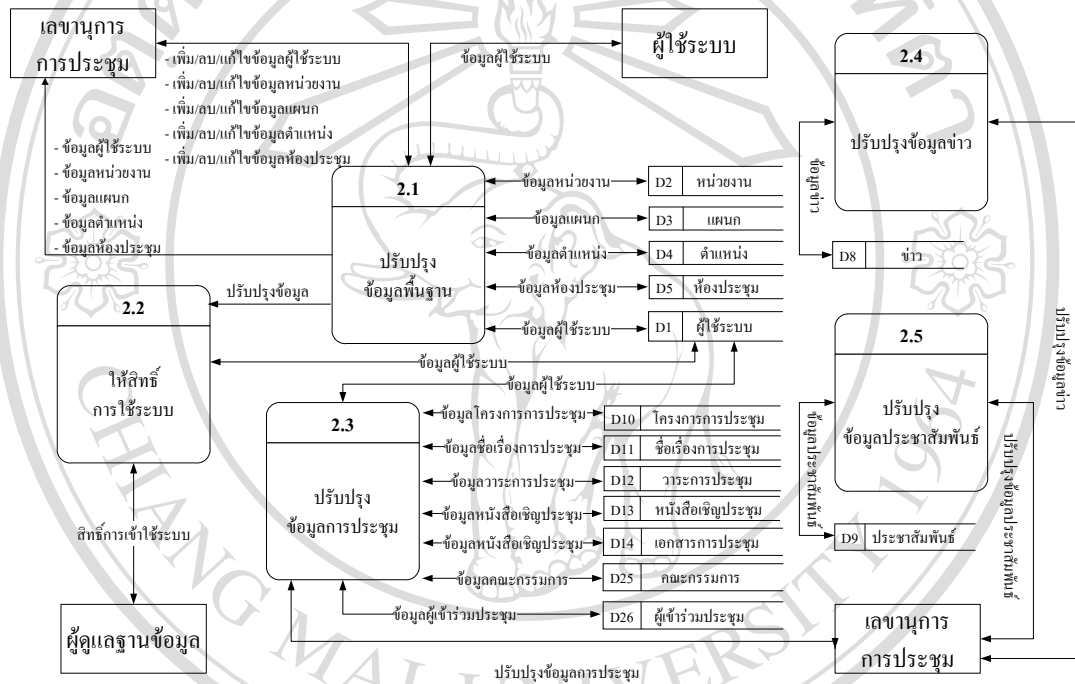 เลขานุการ
การประชุม
ผู้ใช้ระบบ
- เพิ่ม/ลบ/แก้ไขข้อมูลผู้ใช้ระบบ
- เพิ่ม/ลบ/แก้ไขข้อมูลหน่วยงาน
- เพิ่ม/ลบ/แก้ไขข้อมูลแผนก
- เพิ่ม/ลบ/แก้ไขข้อมูลตำแหน่ง
- เพิ่ม/ลบ/แก้ไขข้อมูลห้องประชุม
ข้อมูลผู้ใช้ระบบ
- ข้อมูลผู้ใช้ระบบ
- ข้อมูลหน่วยงาน
- ข้อมูลแผนก
- ข้อมูลตำแหน่ง
- ข้อมูลห้องประชุม
2.1
ปรับปรุง
ข้อมูลพื้นฐาน
ข้อมูลหน่วยงาน
D2 หน่วยงาน
ข้อมูลแผนก
D3 แผนก
ข้อมูลตำแหน่ง
D4 ตำแหน่ง
ข้อมูลห้องประชุม
D5 ห้องประชุม
ข้อมูลผู้ใช้ระบบ
D1 ผู้ใช้ระบบ
2.4
ปรับปรุงข้อมูลข่าว
ข้อมูลข่าว
ข้อมูลข่าว
D8 ข่าว
ปรับปรุงข้อมูลข่าว
ปรับปรุงข้อมูล
2.2
ให้สิทธิ์
การใช้ระบบ
ข้อมูลผู้ใช้ระบบ
ข้อมูลผู้ใช้ระบบ
2.3
ปรับปรุง
ข้อมูลการประชุม
ข้อมูลโครงการการประชุม
D10 โครงการการประชุม
ข้อมูลชื่อเรื่องการประชุม
D11 ชื่อเรื่องการประชุม
ข้อมูลวาระการประชุม
D12 วาระการประชุม
ข้อมูลหนังสือเชิญประชุม
D13 หนังสือเชิญประชุม
ข้อมูลหนังสือเชิญประชุม
D14 เอกสารการประชุม
ข้อมูลคณะกรรมการ
D25 คณะกรรมการ
ข้อมูลผู้เข้าร่วมประชุม
D26 ผู้เข้าร่วมประชุม
2.5
ปรับปรุง
ข้อมูลประชาสัมพันธ์
ข้อมูลประชาสัมพันธ์
ข้อมูลประชาสัมพันธ์
D9 ประชาสัมพันธ์
ปรับปรุงข้อมูลประชาสัมพันธ์
สิทธิ์การเข้าใช้ระบบ
ผู้ดูแลฐานข้อมูล
เลขานุการ
การประชุม
ปรับปรุงข้อมูลการประชุม
CHIANG MAI UNIVERSITY 1964